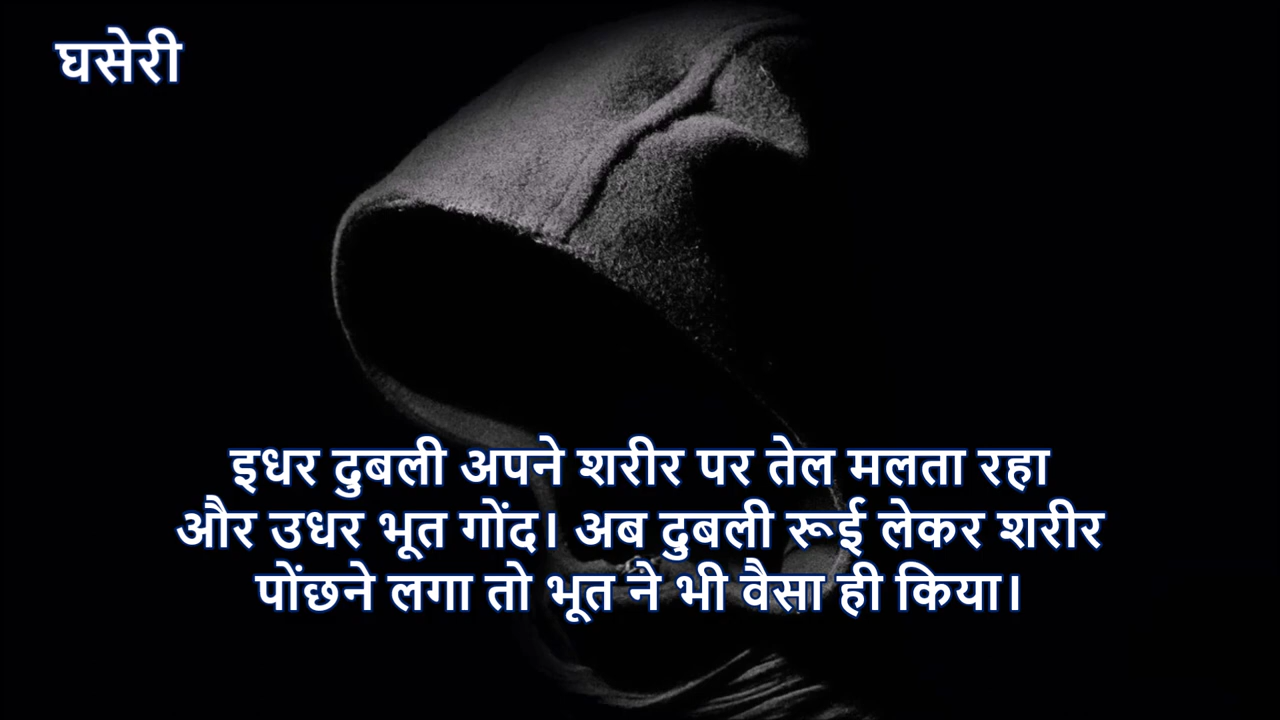 घसेरी
इधर दुबली अपने शरीर पर तेल मलता रहा
और उधर भूत गोंद। अब दुबली रूई लेकर शरीर
पोंछने लगा तो भूत ने भी वैसा ही किया।